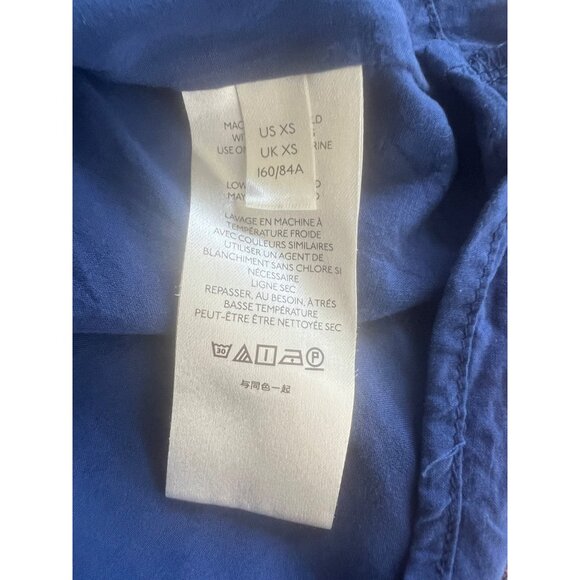 US XS
UK XS
160/84A
LAVAGE EN MACHINE À
TEMPÉRATURE FROIDE
AVEC COULEURS SIMILAIRES
UTILISER UN AGENT DE
BLANCHIMENT SANS CHLORE SI
NÉCESSAIRE
LIGNE SEC
REPASSER, AU BESOIN. À TRÉS
BASSE TEMPÉRATURE
PEUT-ÊTRE ÊTRE NETTOYÉE SEC
30
P
与同色一起